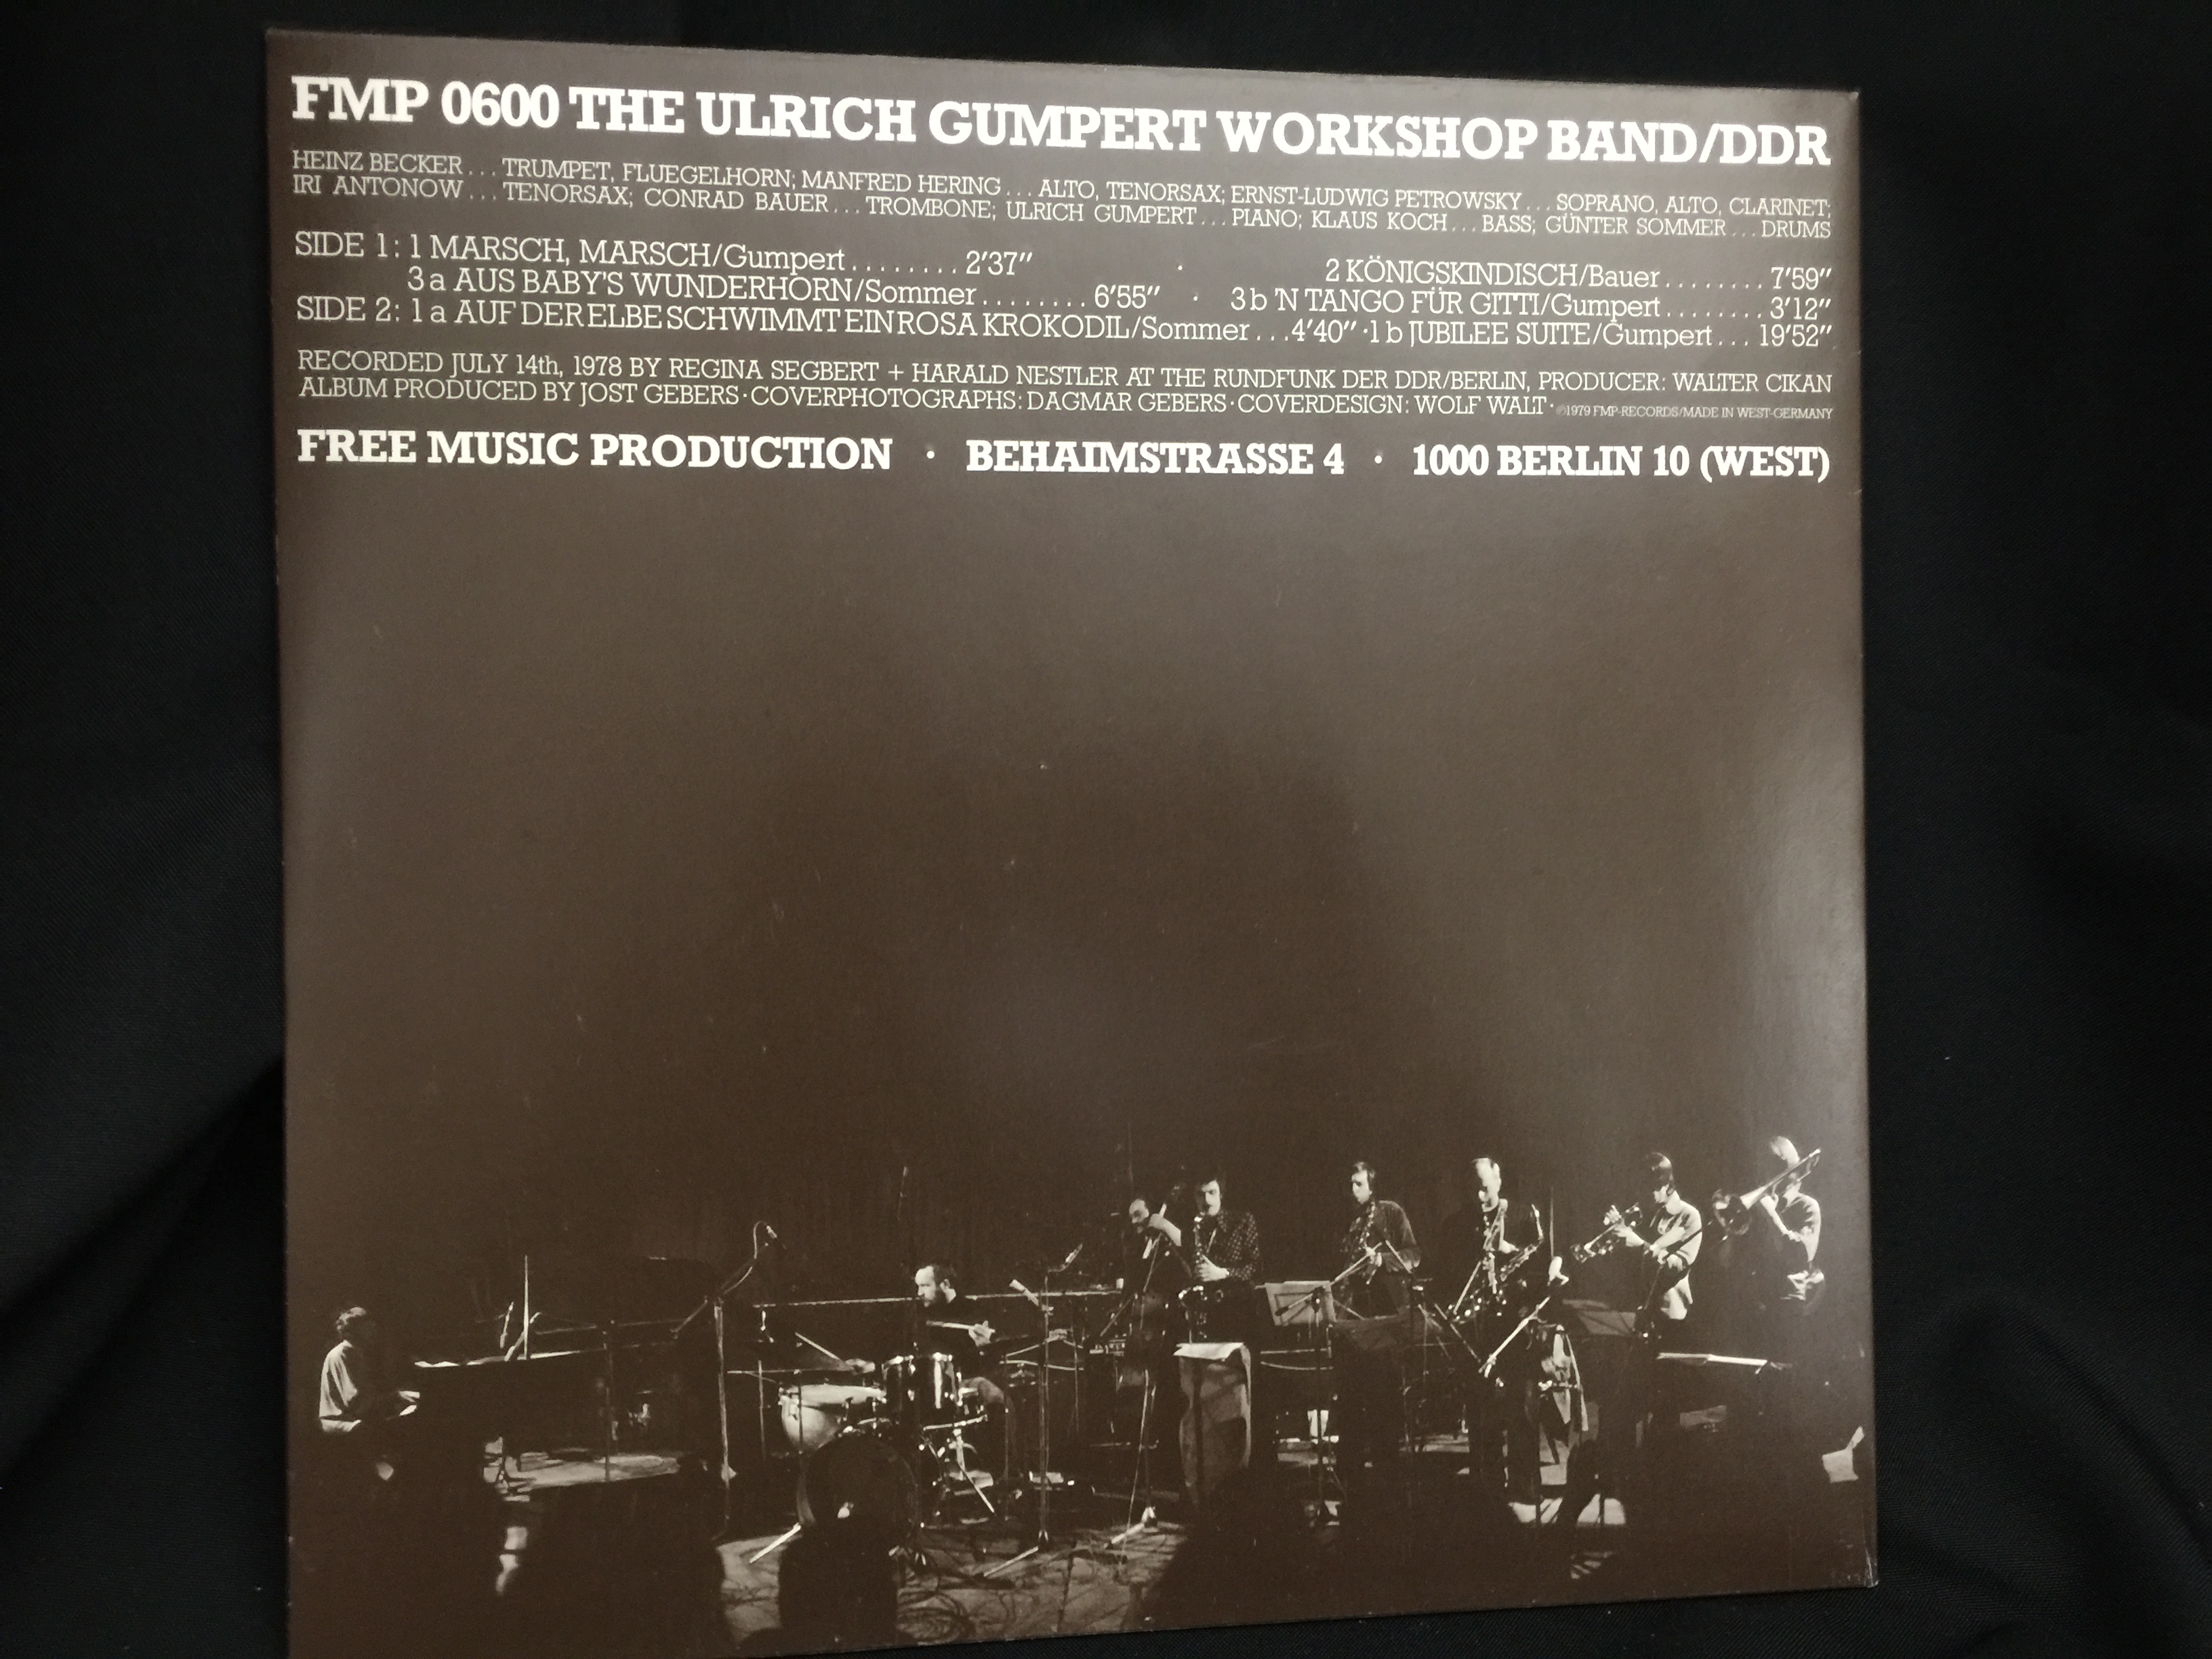 FMP 0600 THE ULRICH GUMPERT WORKSHOP BAND/DDR
HEINZ BECKER... TRUMPET, FLUEGELHORN; MANFRED HERING... ALTO, TENORSAX; ERNST-LUDWIG PETROWSKY... SOPRANO, ALTO, CLARINET;
IRI ANTONOW... TENORSAX; CONRAD BAUER... TROMBONE; ULRICH GUMPERT... PIANO; KLAUS KOCH... BASS; GÜNTER SOMMER... DRUMS
SIDE 1: 1 MARSCH, MARSCH/Gumpert........ 2'37" · 2 KÖNIGSKINDISCH/Bauer........ 7'59"
3a AUS BABY'S WUNDERHORN/Sommer........ 6'55" · 3b 'N TANGO FÜR GITTI/Gumpert........ 3'12"
SIDE 2: 1a AUF DER ELBE SCHWIMMT EIN ROSA KROKODIL/Sommer...4'40" · 1b JUBILEE SUITE/Gumpert... 19'52"
RECORDED JULY 14th, 1978 BY REGINA SEGBERT + HARALD NESTLER AT THE RUNDFUNK DER DDR/BERLIN, PRODUCER: WALTER CIKAN
ALBUM PRODUCED BY JOST GEBERS · COVERPHOTOGRAPHS: DAGMAR GEBERS · COVERDESIGN: WOLF WALT · ℗1979 FMP-RECORDS/MADE IN WEST-GERMANY
FREE MUSIC PRODUCTION · BEHAIMSTRASSE 4 · 1000 BERLIN 10 (WEST)